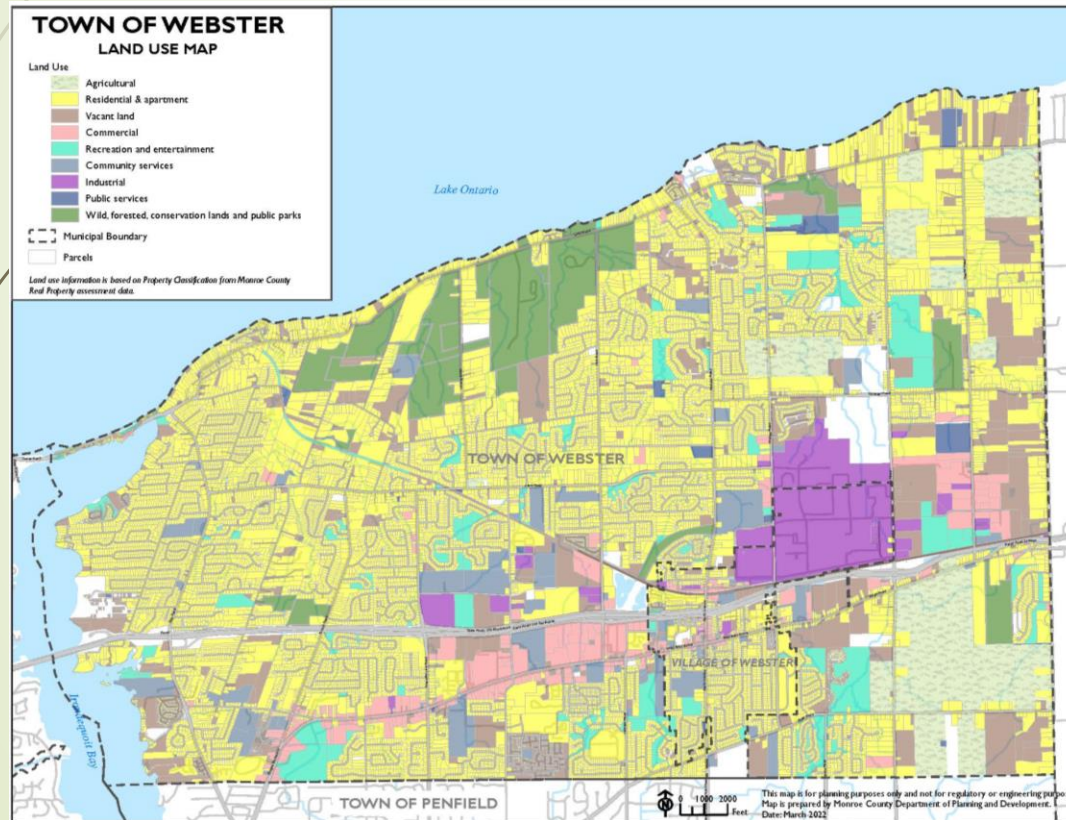 TOWN OF WEBSTER
LAND USE MAP
Land Use
Agricultural
Residential & apartment
Vacant land
Commercial
Recreation and entertainment
Community services
Industrial
Public services
Wild, forested, conservation lands and public parks
Municipal Boundary
Parcels
Land use information is based on Property Classification from Monroe County
Real Property assessment data.
Lake Ontario
TOWN OF WEBSTER
VILLAGE OF WEBSTER
Irondequoit Bay
TOWN OF PENFIELD
0 1000 2000
Feet
This map is for planning purposes only and not for regulatory or engineering purpo
Map is prepared by Monroe County Department of Planning and Development.
Date: March 2022